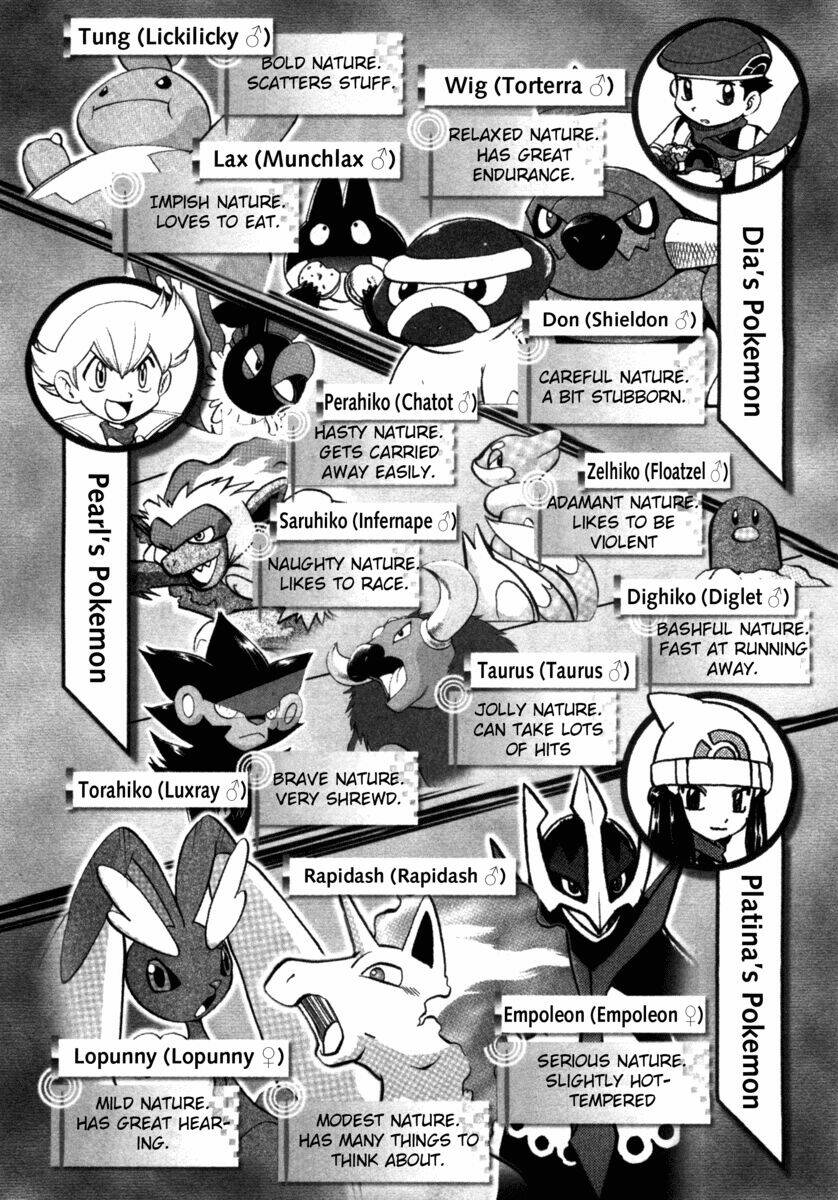 Tung (Lickilicky ♂)
BOLD NATURE.
SCATTERS STUFF.
Wig (Torterra ♂)
RELAXED NATURE.
HAS GREAT
ENDURANCE.
Lax (Munchlax ♂)
IMPISH NATURE.
LOVES TO EAT.
Dia's Pokemon
Don (Shieldon ♂)
CAREFUL NATURE.
A BIT STUBBORN.
Perahiko (Chatot ♂)
HASTY NATURE.
GETS CARRIED
AWAY EASILY.
Zelhiko (Floatzel ♂)
ADAMANT NATURE.
LIKES TO BE
VIOLENT
Pearl's Pokemon
Saruhiko (Infernape ♂)
NAUGHTY NATURE.
LIKES TO RACE.
Dighiko (Diglet ♂)
BASHFUL NATURE.
FAST AT RUNNING
AWAY.
Taurus (Taurus ♂)
JOLLY NATURE.
CAN TAKE LOTS
OF HITS
Torahiko (Luxray ♂)
BRAVE NATURE.
VERY SHREWD.
Rapidash (Rapidash ♂)
MODEST NATURE.
HAS MANY THINGS TO
THINK ABOUT.
Platina's Pokemon
Empoleon (Empoleon ♀)
SERIOUS NATURE.
SLIGHTLY HOT-
TEMPERED
Lopunny (Lopunny ♀)
MILD NATURE.
HAS GREAT HEAR-
ING.